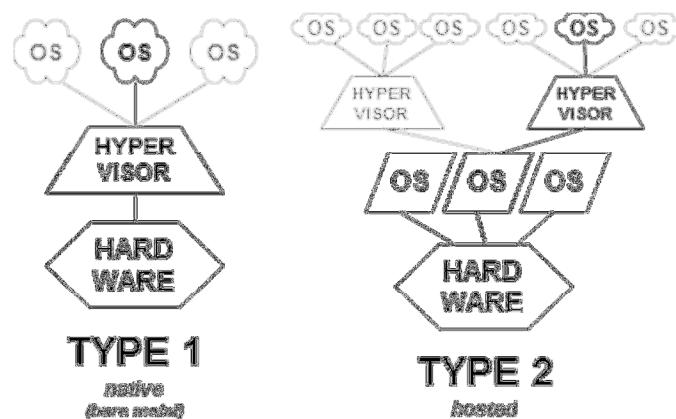 OS OS OS
HYPER
VISOR
HARD
WARE
TYPE 1
native
(bare metal)
OS OS OS OS OS OS
HYPER
VISOR
HYPER
VISOR
OS OS OS
HARD
WARE
TYPE 2
hosted